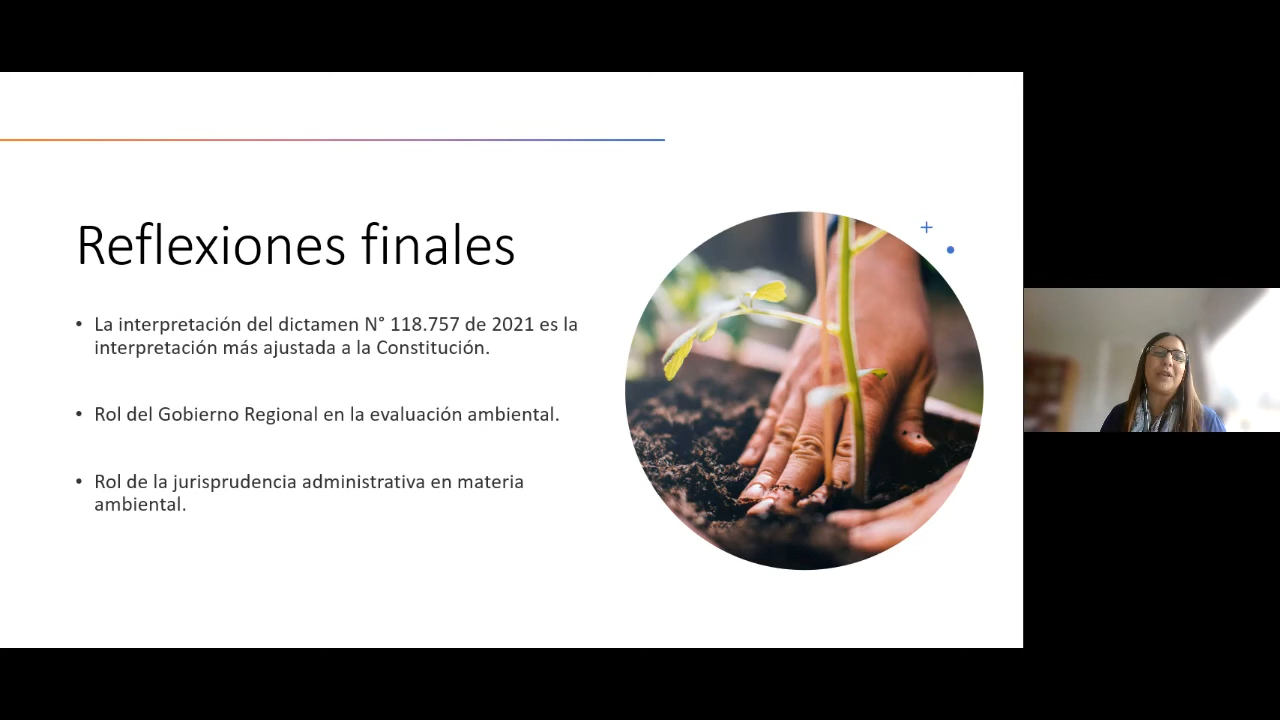 Reflexiones finales
• La interpretación del dictamen N° 118.757 de 2021 es la
interpretación más ajustada a la Constitución.
• Rol del Gobierno Regional en la evaluación ambiental.
• Rol de la jurisprudencia administrativa en materia
ambiental.